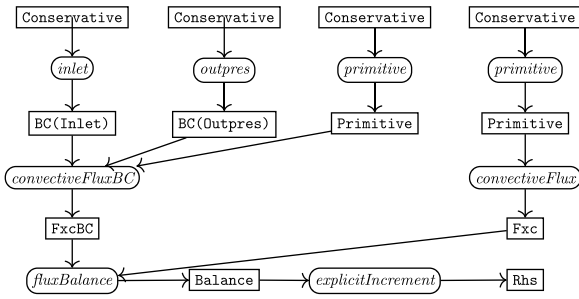 Conservative Conservative Conservative Conservative
inlet outpres primitive primitive
BC(Inlet) BC(Outpres) Primitive Primitive
convectiveFluxBC convectiveFlux
FxcBC Fxc
fluxBalance Balance explicitIncrement Rhs